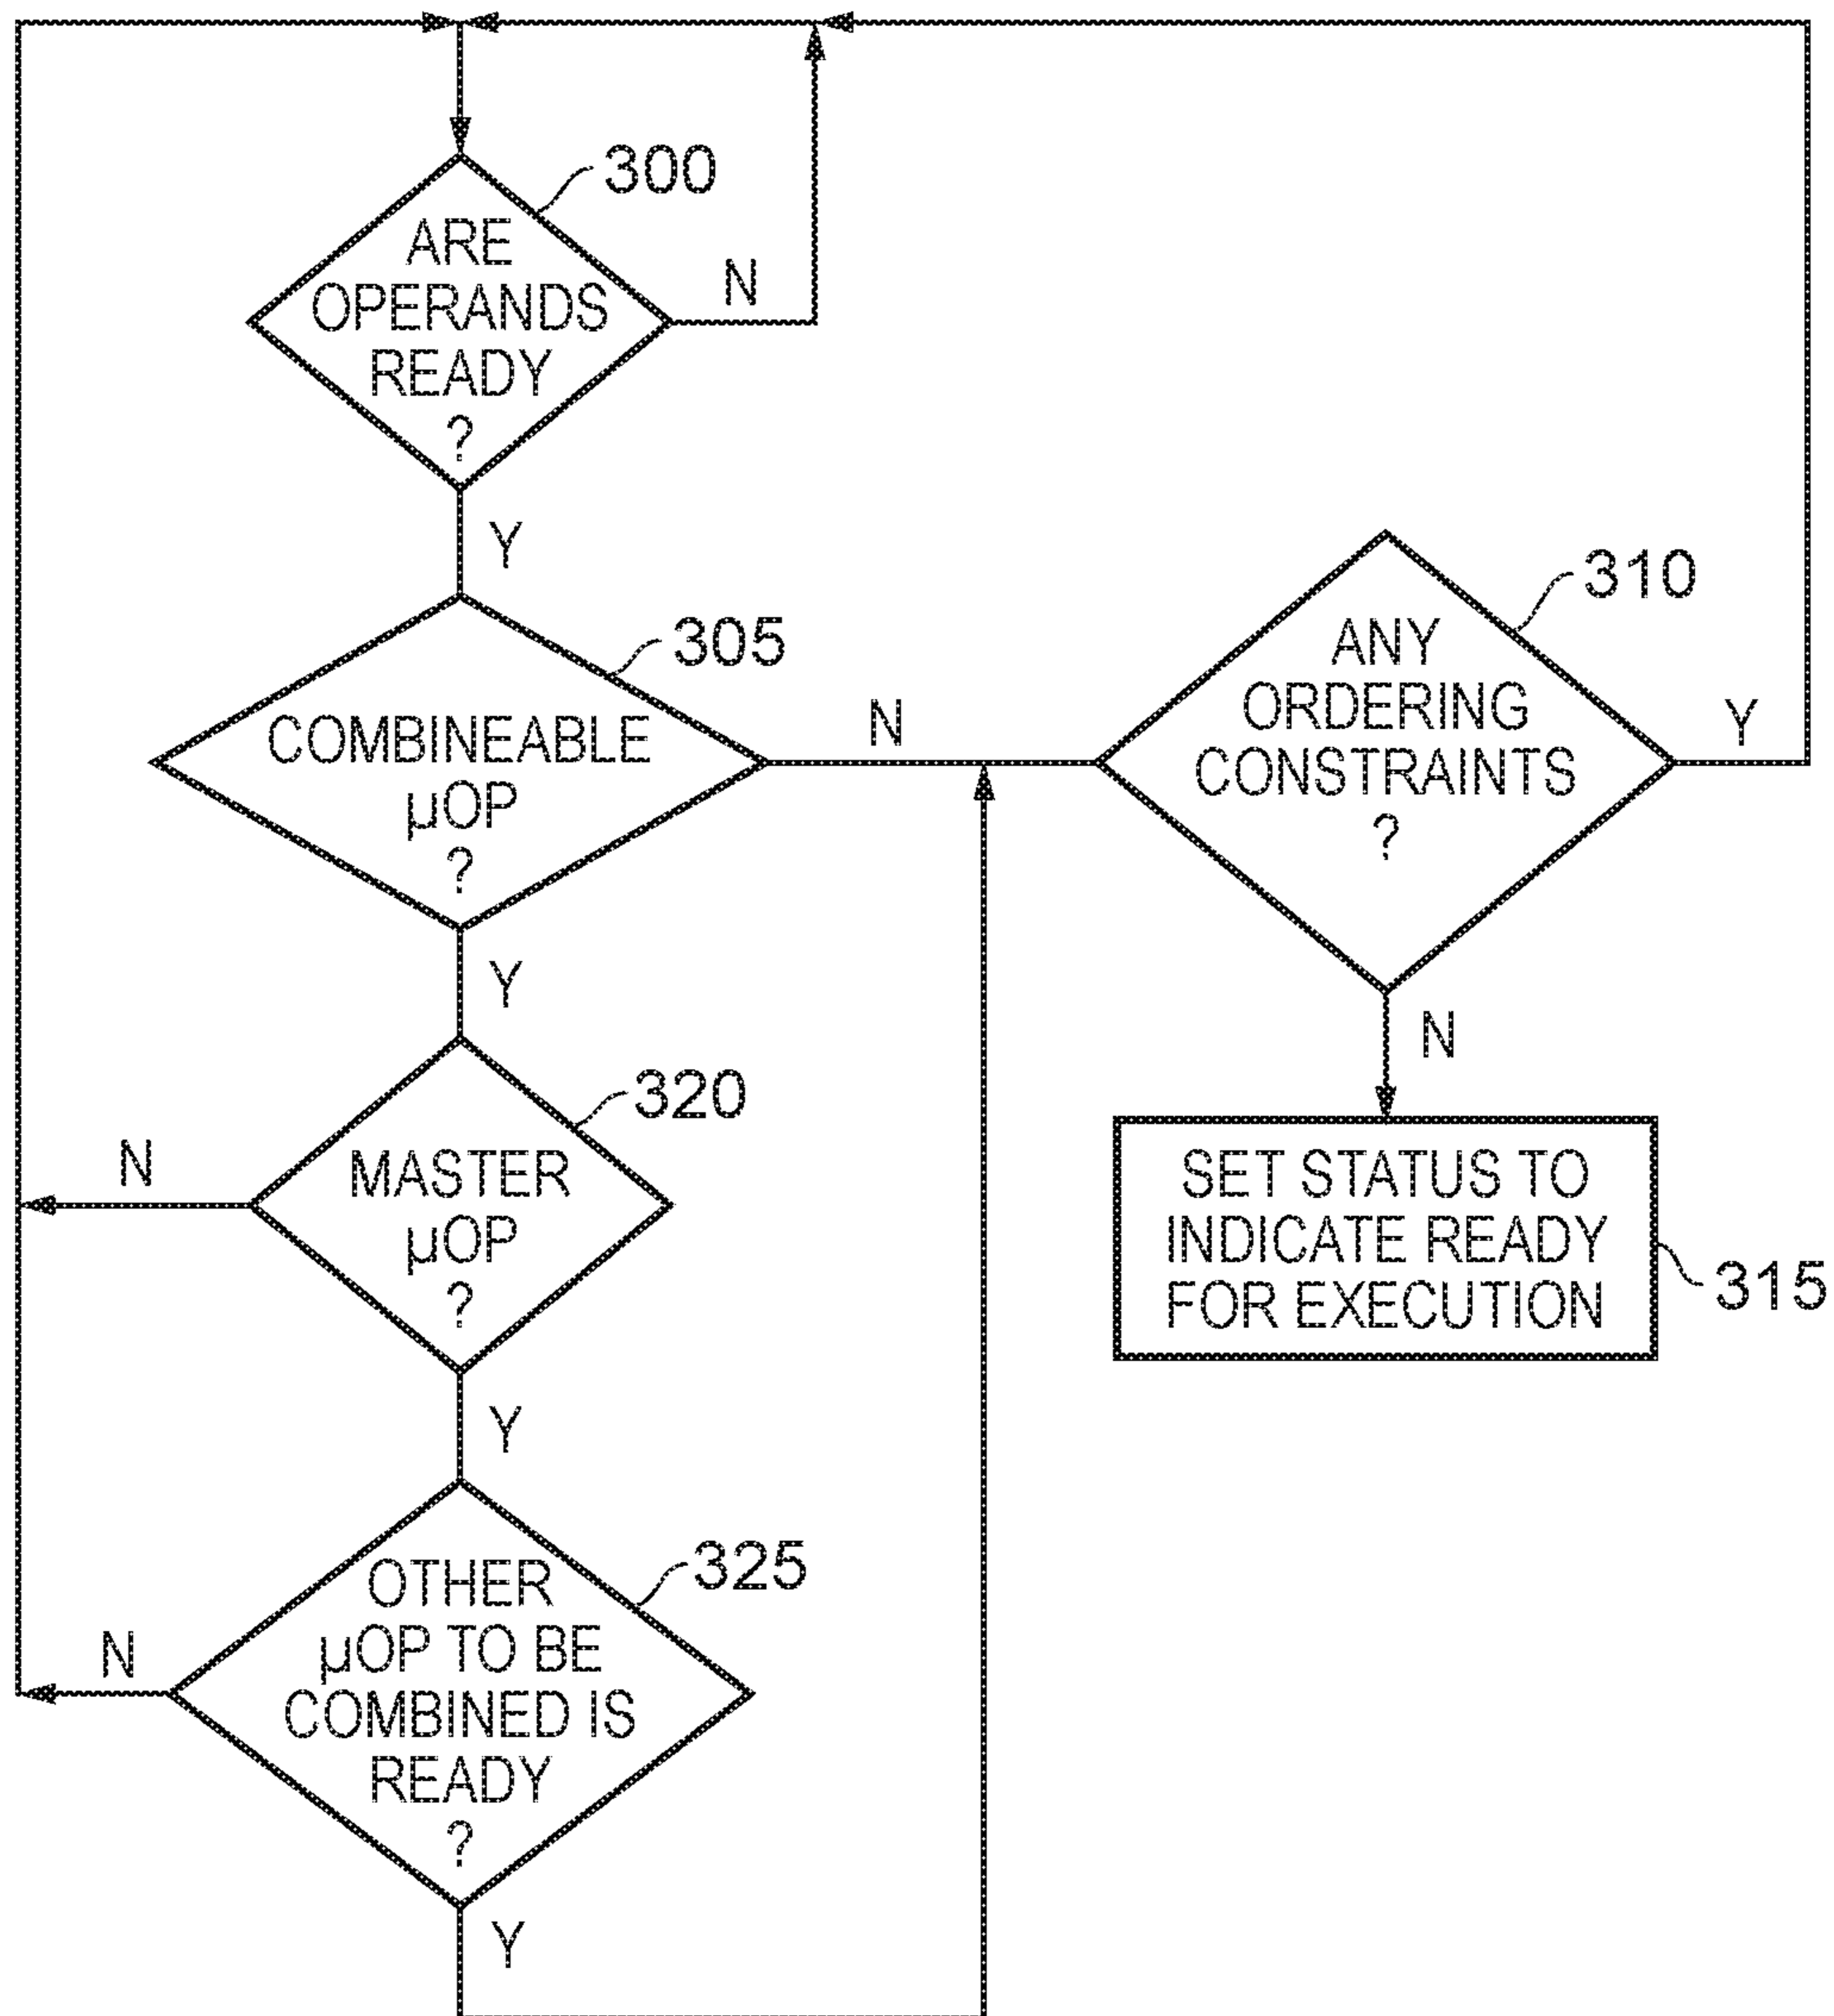 300
ARE
OPERANDS
READY
?
N
Y
305
COMBINEABLE
µOP
?
N
Y
310
ANY
ORDERING
CONSTRAINTS
?
Y
N
320
MASTER
µOP
?
N
Y
SET STATUS TO
INDICATE READY
FOR EXECUTION
315
325
OTHER
µOP TO BE
COMBINED IS
READY
?
N
Y